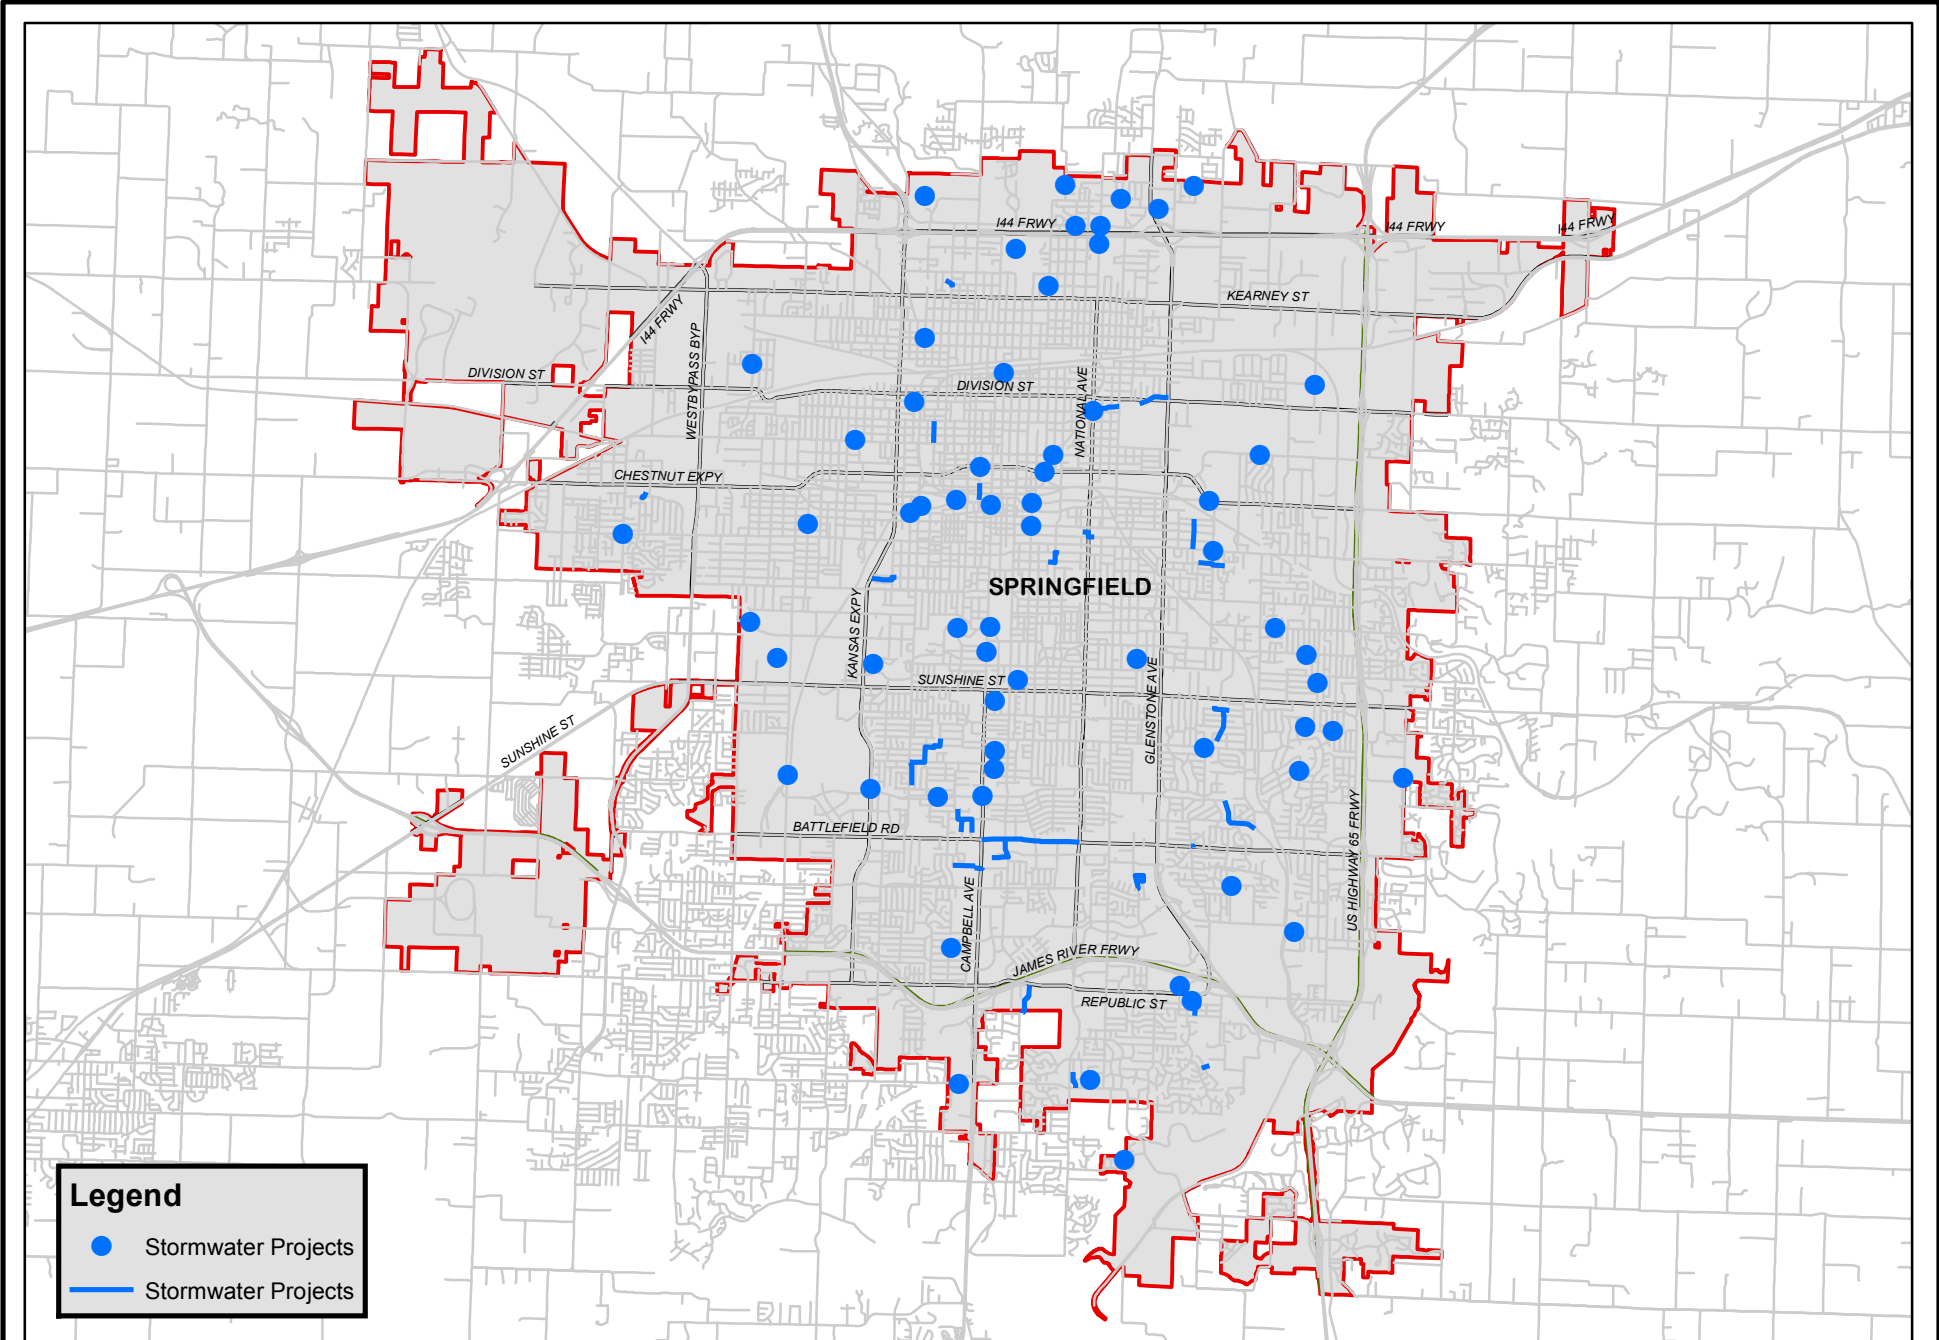 I44 FRWY
I44 FRWY
I44 FRWY
KEARNEY ST
I44 FRWY
WESTBYPASS BYP
DIVISION ST
DIVISION ST
NATIONAL AVE
CHESTNUT EXPY
SPRINGFIELD
KANSAS EXPY
SUNSHINE ST
GLENSTONE AVE
SUNSHINE ST
BATTLEFIELD RD
US HIGHWAY 65 FRWY
CAMPBELL AVE
JAMES RIVER FRWY
REPUBLIC ST
Legend
Stormwater Projects
Stormwater Projects